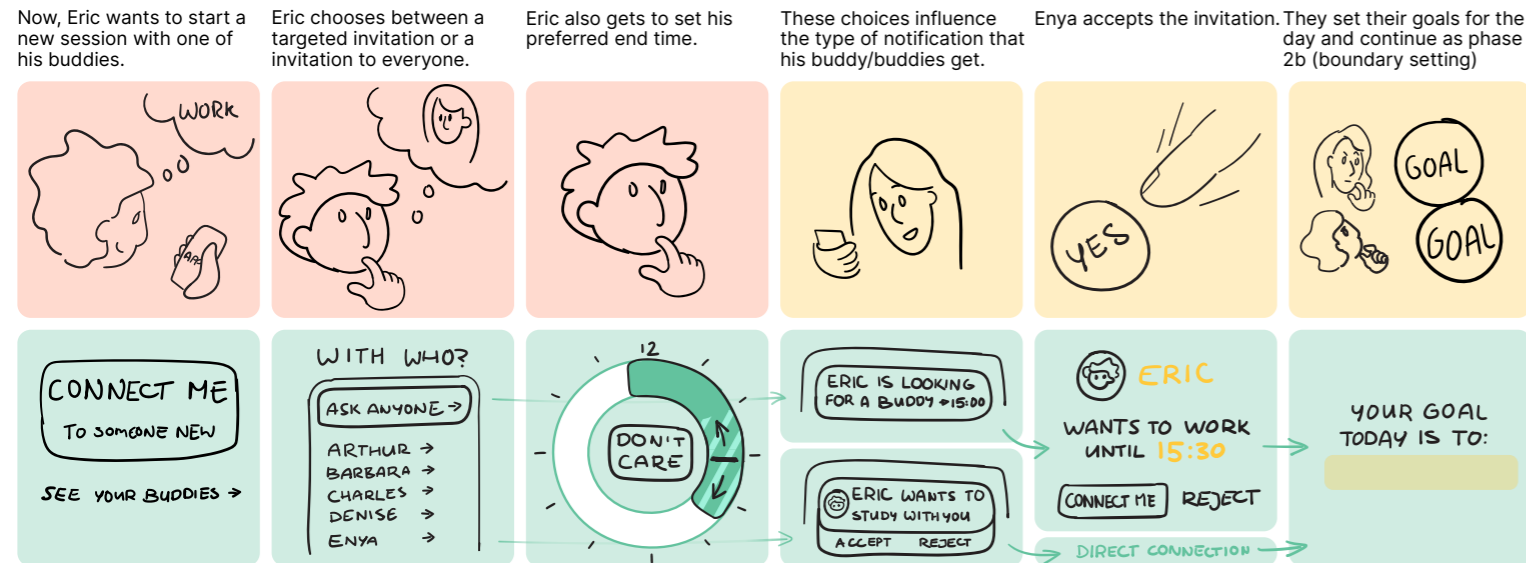 Now, Eric wants to start a
new session with one of
his buddies.
Eric chooses between a
targeted invitation or a
invitation to everyone.
Eric also gets to set his
preferred end time.
These choices influence
the type of notification that
his buddy/buddies get.
Enya accepts the invitation.
They set their goals for the
day and continue as phase
2b (boundary setting)
WORK
APP
YES
GOAL
GOAL
CONNECT ME
TO SOMEONE NEW
SEE YOUR BUDDIES →
WITH WHO?
ASK ANYONE →
ARTHUR →
BARBARA →
CHARLES →
DENISE →
ENYA →
12
DON'T
CARE
ERIC IS LOOKING
FOR A BUDDY → 15:00
ERIC WANTS TO
STUDY WITH YOU
ACCEPT REJECT
ERIC
WANTS TO WORK
UNTIL 15:30
CONNECT ME REJECT
DIRECT CONNECTION
YOUR GOAL
TODAY IS TO: